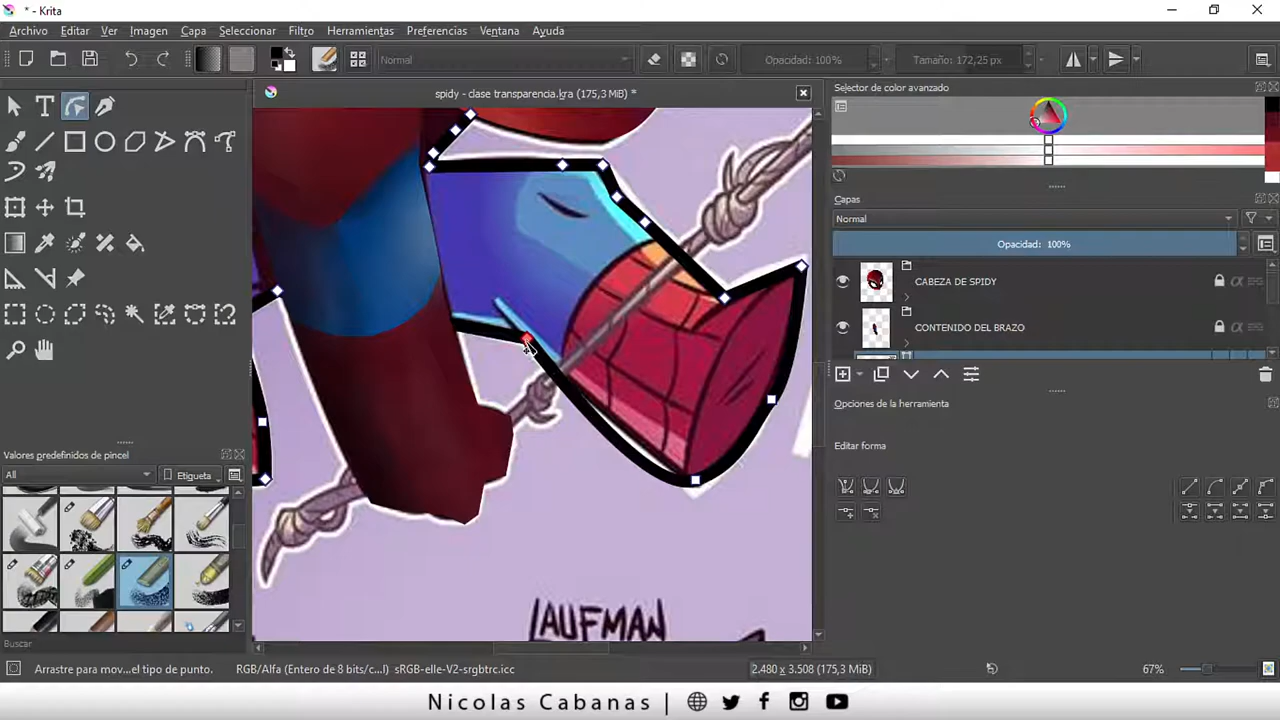 * - Krita
Archivo Editar Ver Imagen Seleccionar Capa Filtro Herramientas Preferencias Ventana Ayuda
Normal Opacidad: 100% Tamaño: 172,25 px
spidy - clase transparencia.kra (175,3 MiB) *
Selector de color avanzado
Capas
Normal
Opacidad: 100%
CABEZA DE SPIDY
CONTENIDO DEL BRAZO
Opciones de la herramienta
Editar forma
Valores predefinidos de pincel
All Etiqueta
Buscar
LAUFMAN
Arrastre para mov...el tipo de punto. RGB/Alfa (Entero de 8 bits/c...l) sRGB-elle-V2-srgbtrc.icc 2.480 x 3.508 (175,3 MiB) 67%
Nicolas Cabanas |